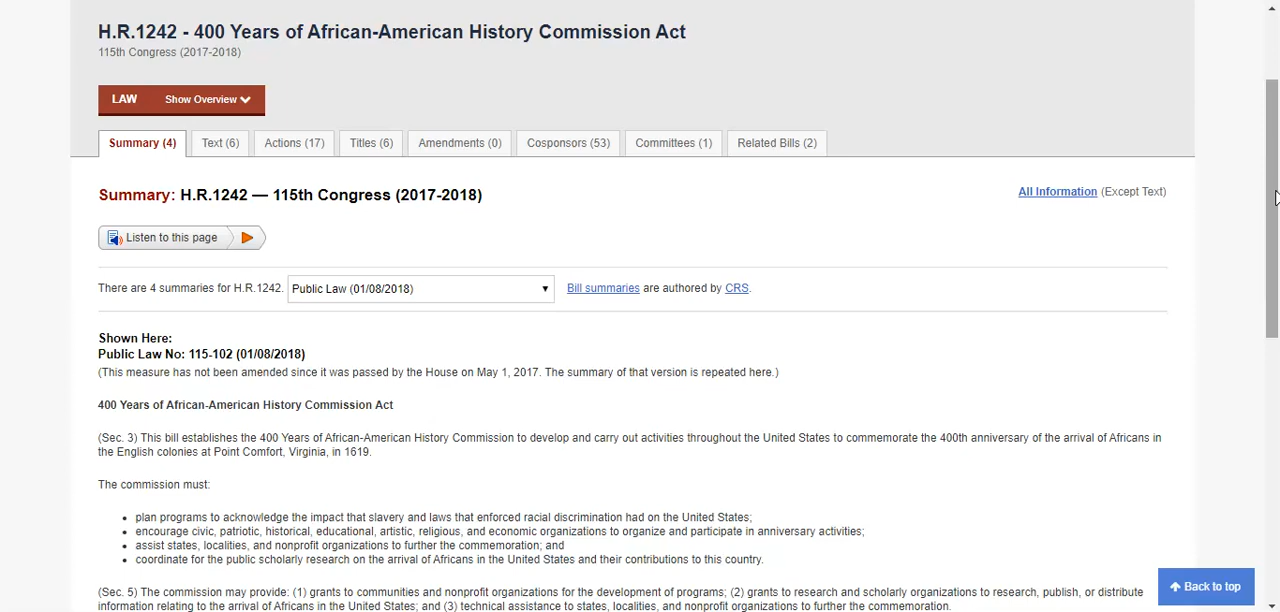 H.R.1242 - 400 Years of African-American History Commission Act
115th Congress (2017-2018)
LAW Show Overview
Summary (4) Text (6) Actions (17) Titles (6) Amendments (0) Cosponsors (53) Committees (1) Related Bills (2)
Summary: H.R.1242 — 115th Congress (2017-2018)
All Information (Except Text)
Listen to this page
There are 4 summaries for H.R.1242. Public Law (01/08/2018) Bill summaries are authored by CRS.
Shown Here:
Public Law No: 115-102 (01/08/2018)
(This measure has not been amended since it was passed by the House on May 1, 2017. The summary of that version is repeated here.)
400 Years of African-American History Commission Act
(Sec. 3) This bill establishes the 400 Years of African-American History Commission to develop and carry out activities throughout the United States to commemorate the 400th anniversary of the arrival of Africans in
the English colonies at Point Comfort, Virginia, in 1619.
The commission must:
• plan programs to acknowledge the impact that slavery and laws that enforced racial discrimination had on the United States;
• encourage civic, patriotic, historical, educational, artistic, religious, and economic organizations to organize and participate in anniversary activities;
• assist states, localities, and nonprofit organizations to further the commemoration; and
• coordinate for the public scholarly research on the arrival of Africans in the United States and their contributions to this country.
(Sec. 5) The commission may provide: (1) grants to communities and nonprofit organizations for the development of programs; (2) grants to research and scholarly organizations to research, publish, or distribute
information relating to the arrival of Africans in the United States; and (3) technical assistance to states, localities, and nonprofit organizations to further the commemoration.
Back to top